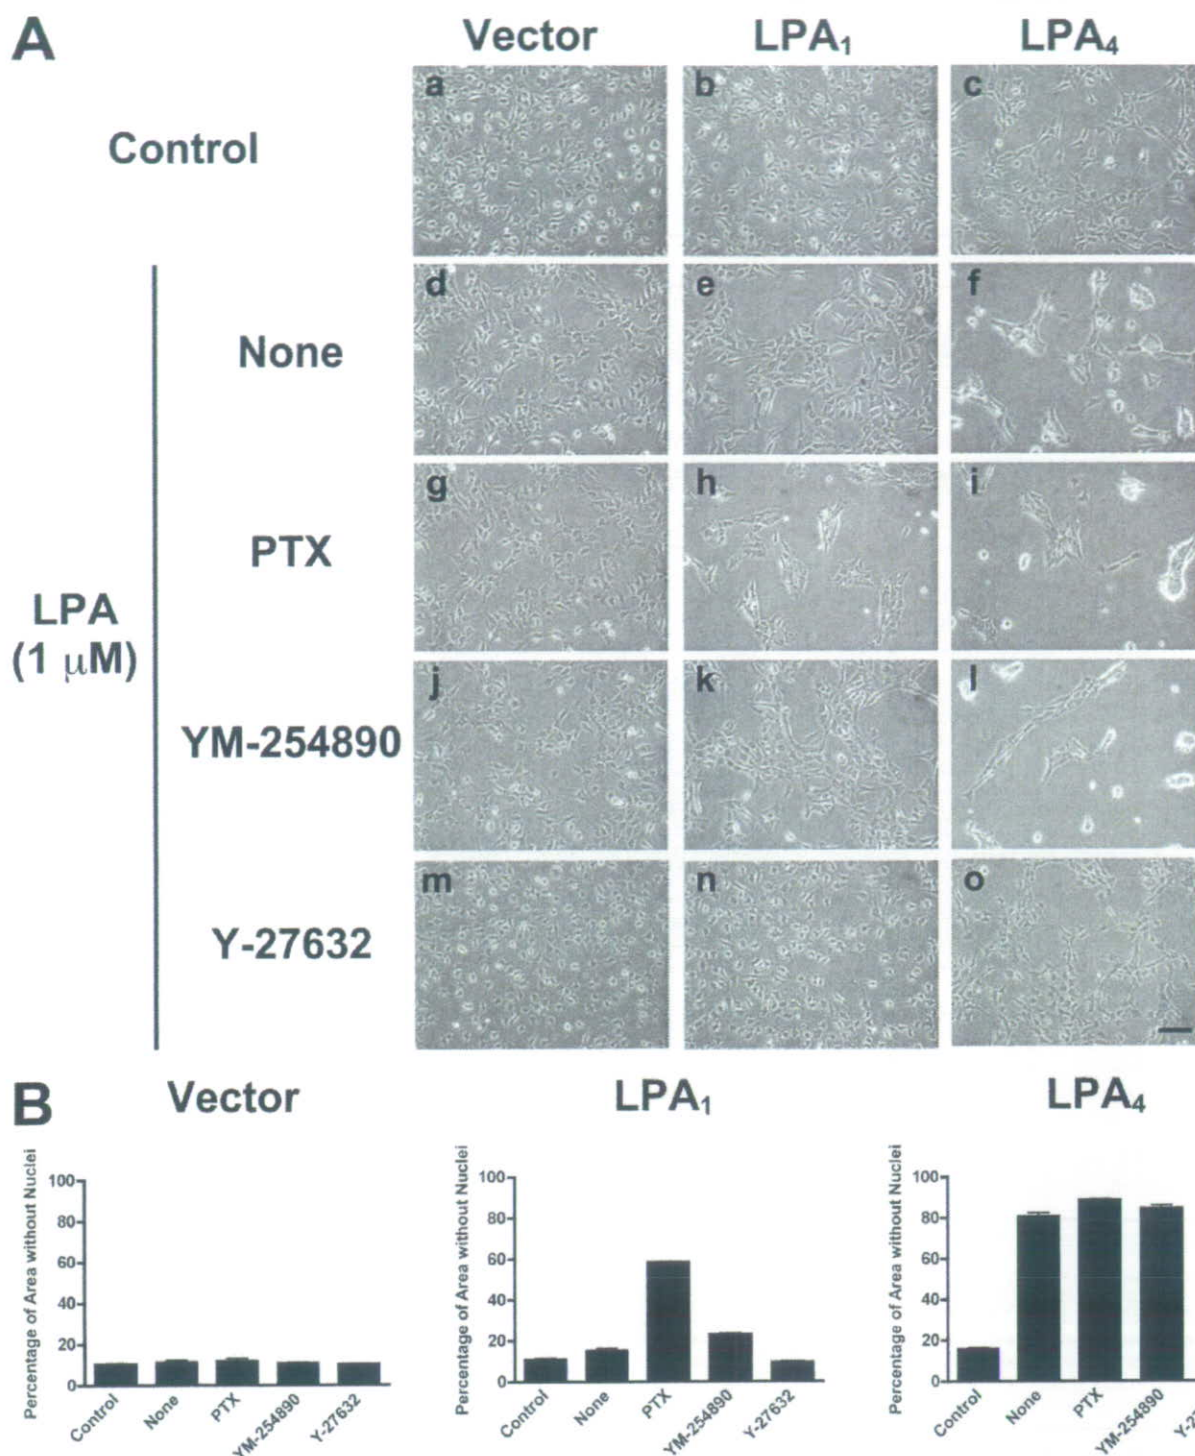 A
Vector LPA₁ LPA₄
Control
a b c
None
d e f
PTX
g h i
LPA
(1 μM)
YM-254890
j k l
Y-27632
m n o
B
Vector
LPA₁
LPA₄
Percentage of Area without Nuclei
100
80
60
40
20
0
Control None PTX YM-254890 Y-27632
Percentage of Area without Nuclei
100
80
60
40
20
0
Control None PTX YM-254890 Y-27632
Percentage of Area without Nuclei
100
80
60
40
20
0
Control None PTX YM-254890